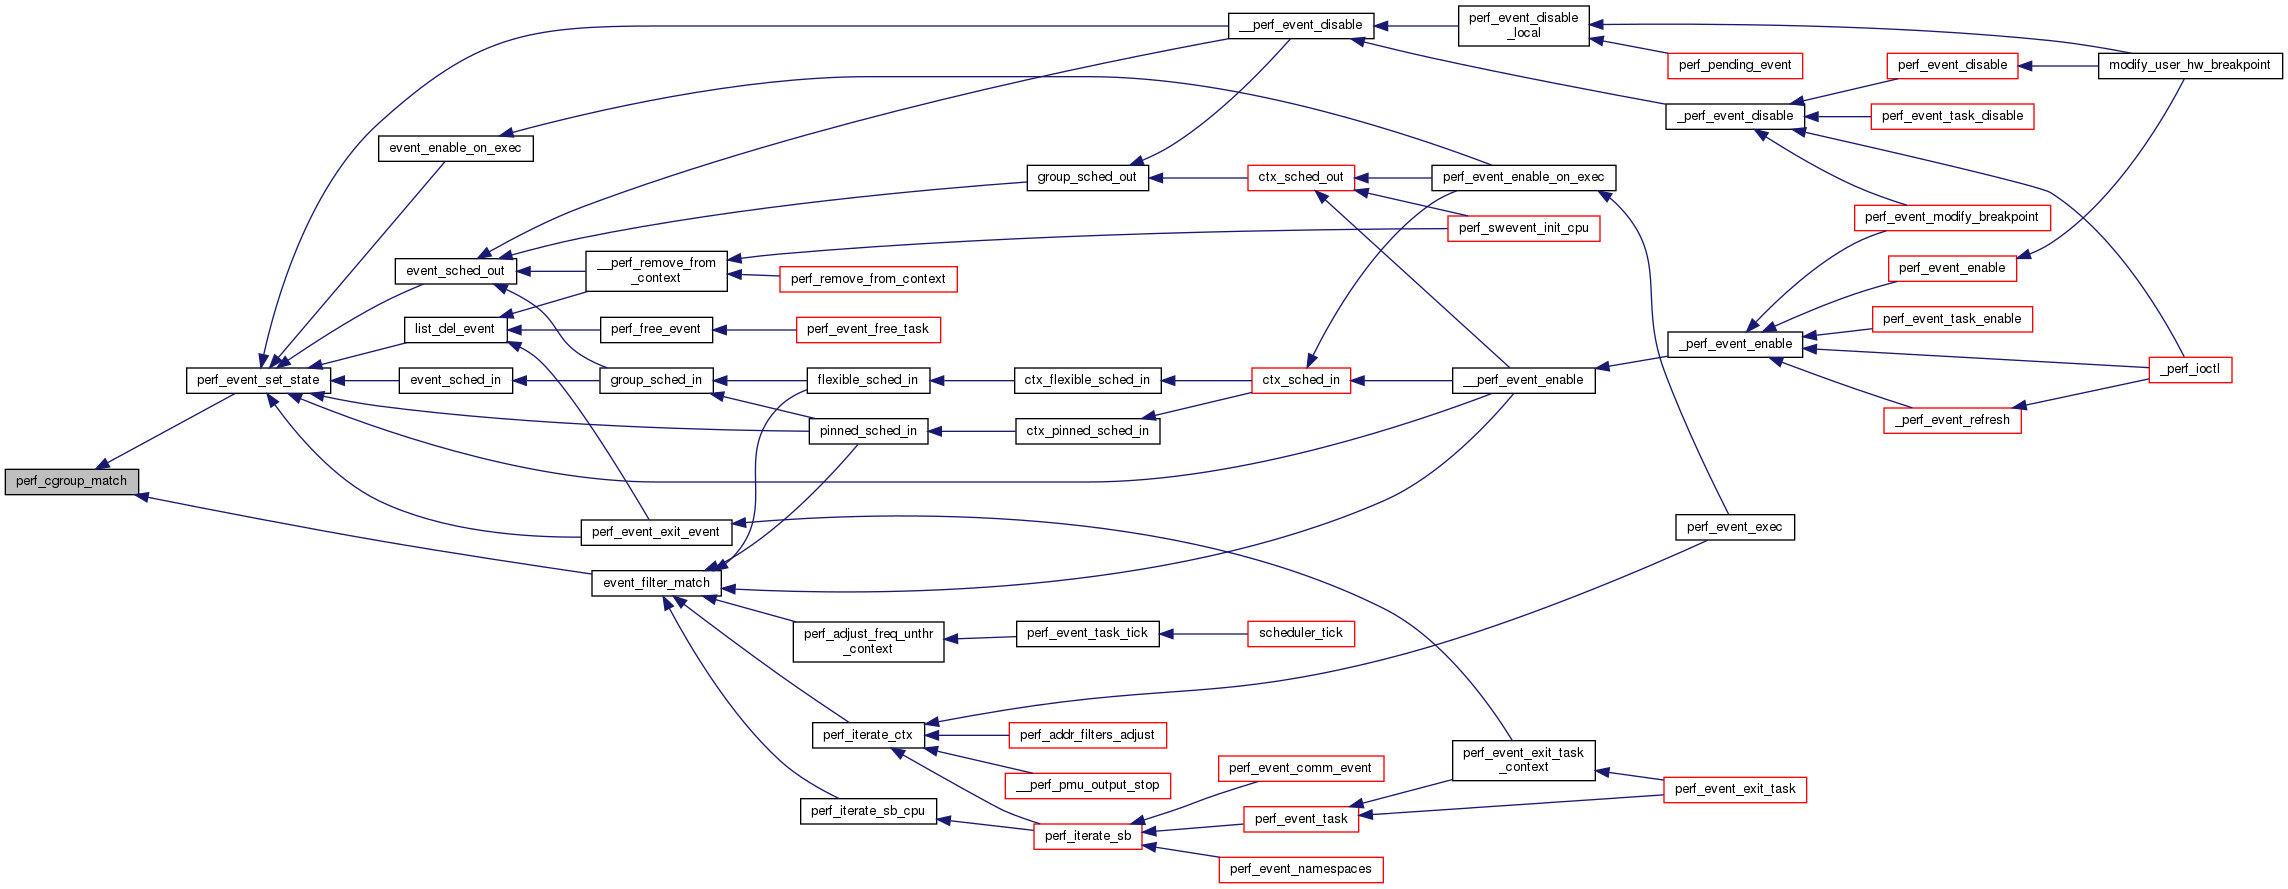 perf_cgroup_match
perf_event_set_state
event_enable_on_exec
event_sched_out
list_del_event
event_sched_in
__perf_remove_from
_context
perf_free_event
group_sched_in
perf_event_exit_event
event_filter_match
perf_remove_from_context
perf_event_free_task
flexible_sched_in
pinned_sched_in
perf_adjust_freq_unthr
_context
perf_iterate_ctx
perf_iterate_sb_cpu
group_sched_out
ctx_flexible_sched_in
ctx_pinned_sched_in
perf_event_task_tick
perf_addr_filters_adjust
__perf_pmu_output_stop
perf_iterate_sb
__perf_event_disable
ctx_sched_out
ctx_sched_in
scheduler_tick
perf_event_comm_event
perf_event_task
perf_event_namespaces
perf_event_disable
_local
perf_event_enable_on_exec
perf_swevent_init_cpu
__perf_event_enable
perf_event_exit_task
_context
perf_pending_event
_perf_event_disable
_perf_event_enable
perf_event_exec
perf_event_exit_task
perf_event_disable
perf_event_task_disable
perf_event_modify_breakpoint
perf_event_enable
perf_event_task_enable
_perf_event_refresh
modify_user_hw_breakpoint
_perf_ioctl